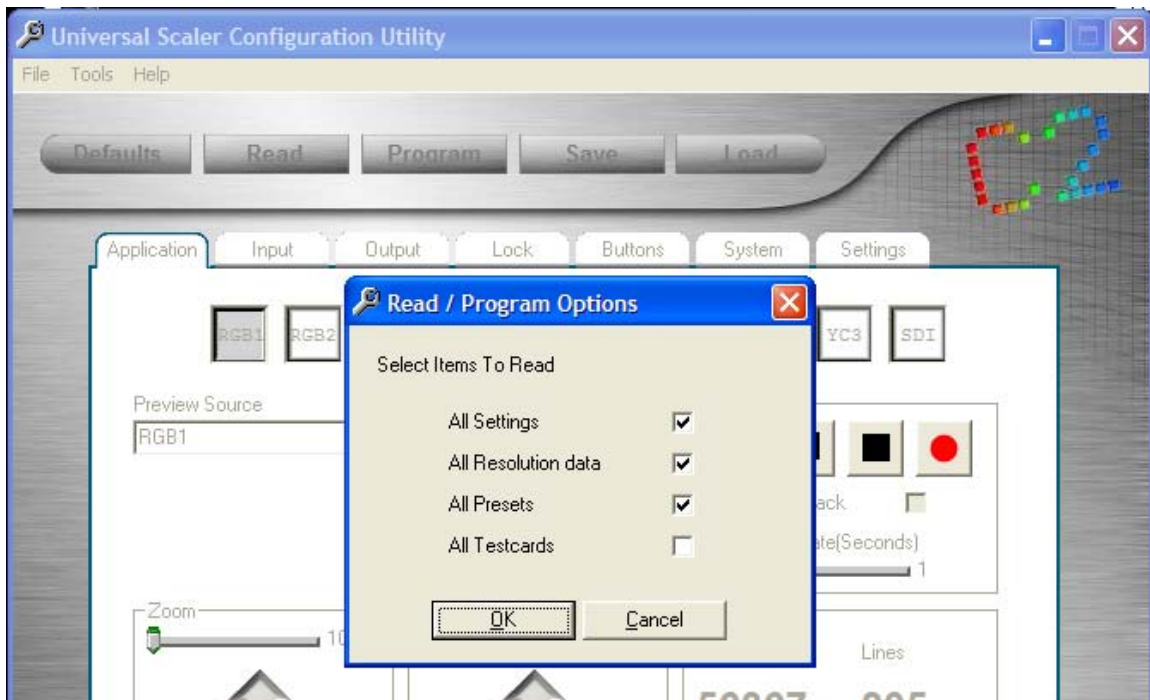 Universal Scaler Configuration Utility
File Tools Help
Defaults Read Program Save Load
C2
Application Input Output Lock Buttons System Settings
RGB1 RGB2 YC3 SDI
Read / Program Options
Select Items To Read
All Settings
All Resolution data
All Presets
All Testcards
OK Cancel
Preview Source
RGB1
(Seconds)
1
Zoom
10
Lines